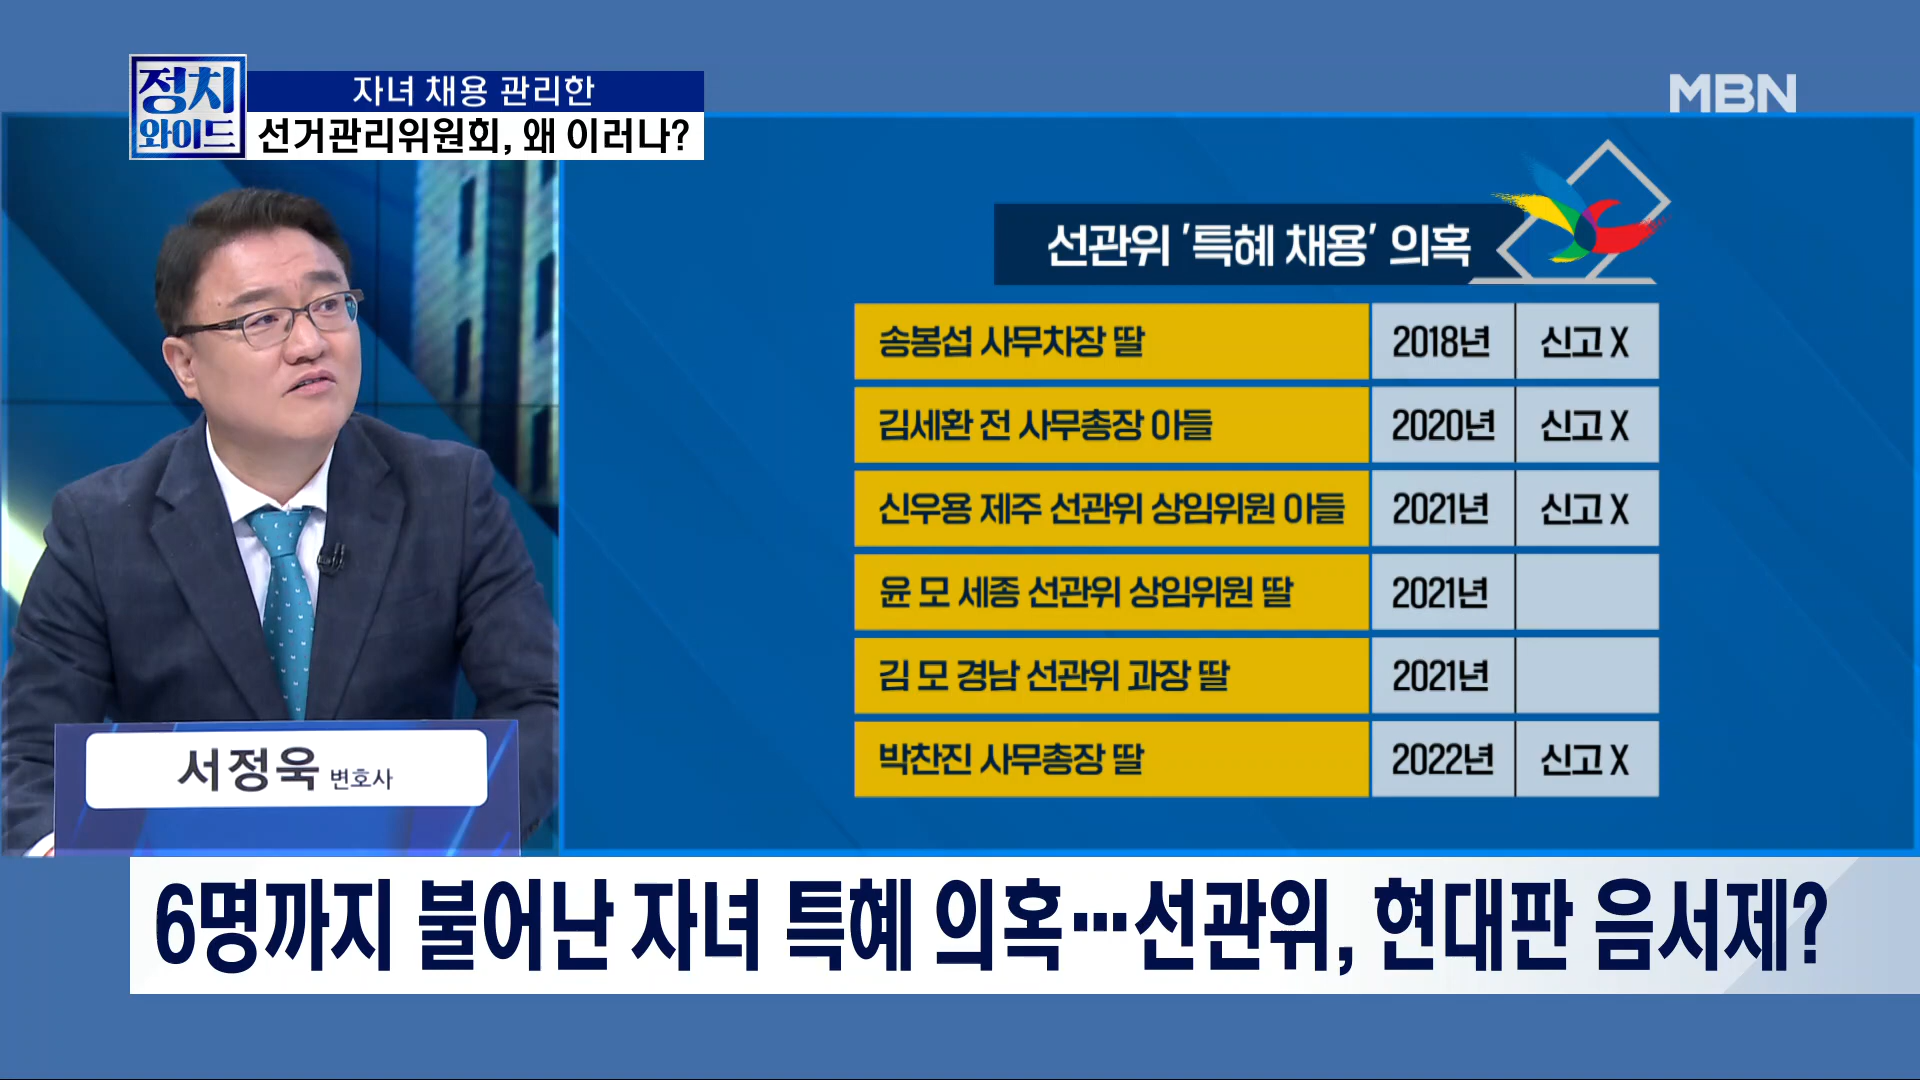 정치
와이드
자녀 채용 관리한
선거관리위원회, 왜 이러나?
MBN
선관위 '특혜 채용' 의혹
송봉섭 사무차장 딸 2018년 신고 X
김세환 전 사무총장 아들 2020년 신고 X
신우용 제주 선관위 상임위원 아들 2021년 신고 X
윤 모 세종 선관위 상임위원 딸 2021년
김 모 경남 선관위 과장 딸 2021년
박찬진 사무총장 딸 2022년 신고 X
서정욱 변호사
6명까지 불어난 자녀 특혜 의혹…선관위, 현대판 음서제?